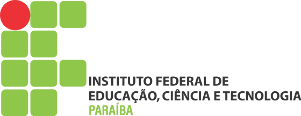 INSTITUTO FEDERAL DE
EDUCAÇÃO, CIÊNCIA E TECNOLOGIA
PARAÍBA